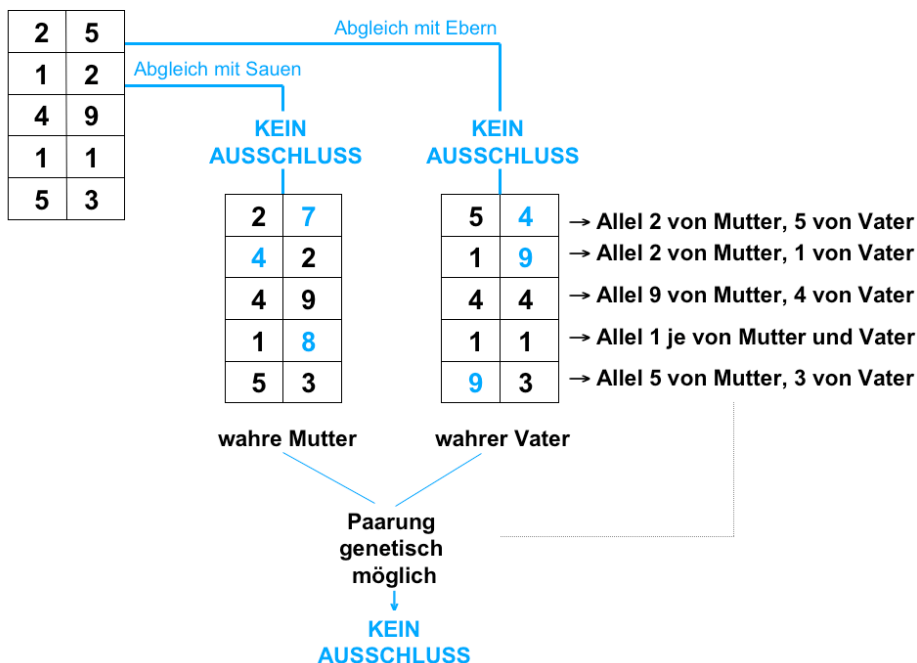 2 5
1 2
4 9
1 1
5 3
Abgleich mit Ebern
Abgleich mit Sauen
KEIN
AUSSCHLUSS
KEIN
AUSSCHLUSS
2 7
4 2
4 9
1 8
5 3
5 4
1 9
4 4
1 1
9 3
→ Allel 2 von Mutter, 5 von Vater
→ Allel 2 von Mutter, 1 von Vater
→ Allel 9 von Mutter, 4 von Vater
→ Allel 1 je von Mutter und Vater
→ Allel 5 von Mutter, 3 von Vater
wahre Mutter
wahrer Vater
Paarung
genetisch
möglich
KEIN
AUSSCHLUSS